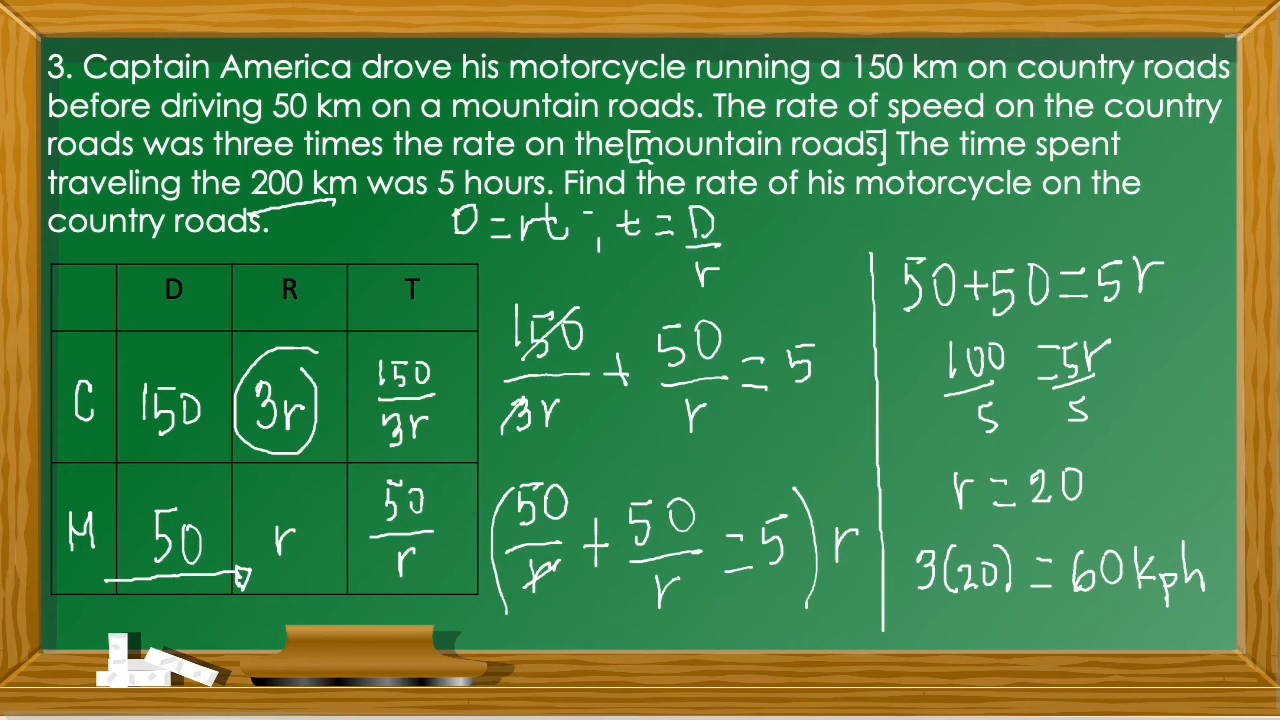 3. Captain America drove his motorcycle running a 150 km on country roads
before driving 50 km on a mountain roads. The rate of speed on the country
roads was three times the rate on the [mountain roads.] The time spent
traveling the 200 km was 5 hours. Find the rate of his motorcycle on the
country roads.
D = rt ; t = D/r
D R T
C 150 3r 150/3r
M 50 r 50/r
150/3r + 50/r = 5
(50/r + 50/r = 5) r
50+50=5r
100/5 = 5r/5
r = 20
3(20) = 60kph